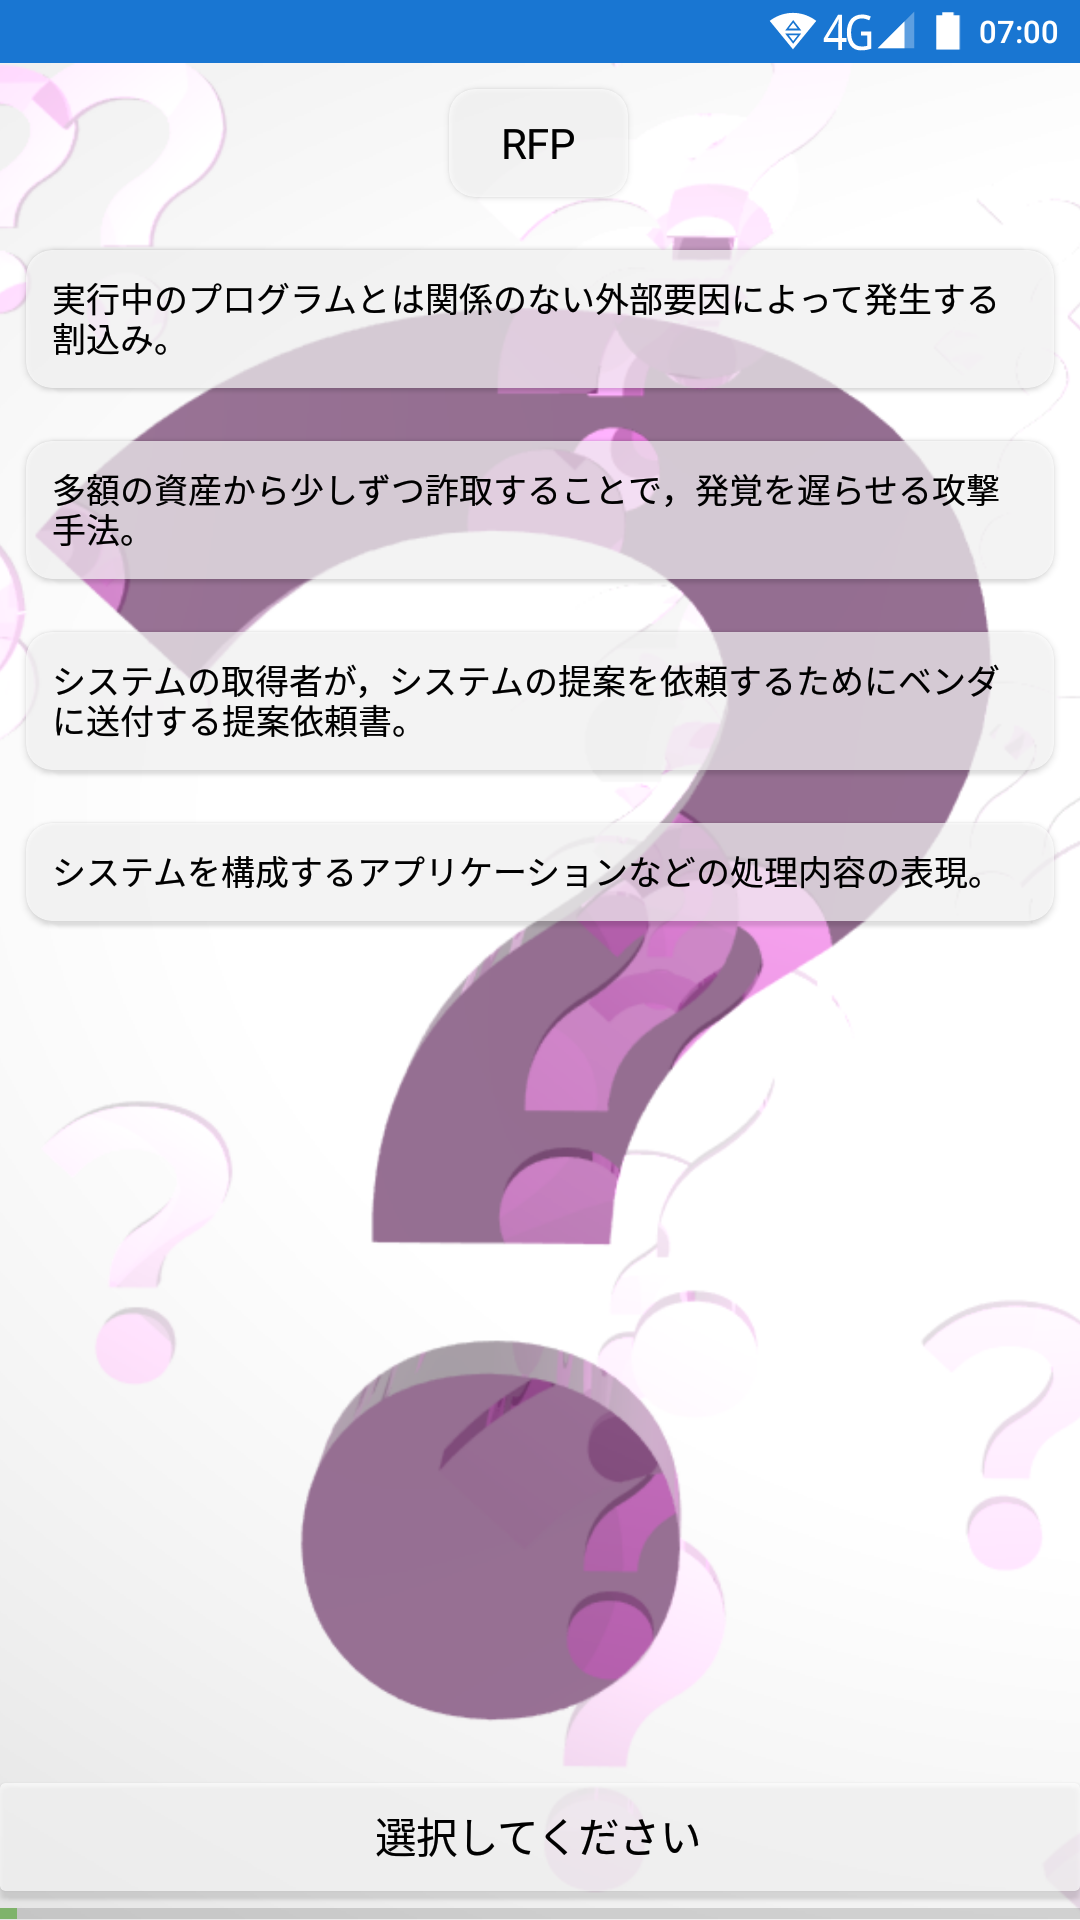 4G 07:00
RFP
実行中のプログラムとは関係のない外部要因によって発生する
割込み。
多額の資産から少しずつ詐取することで，発覚を遅らせる攻撃
手法。
システムの取得者が，システムの提案を依頼するためにベンダ
に送付する提案依頼書。
システムを構成するアプリケーションなどの処理内容の表現。
選択してください